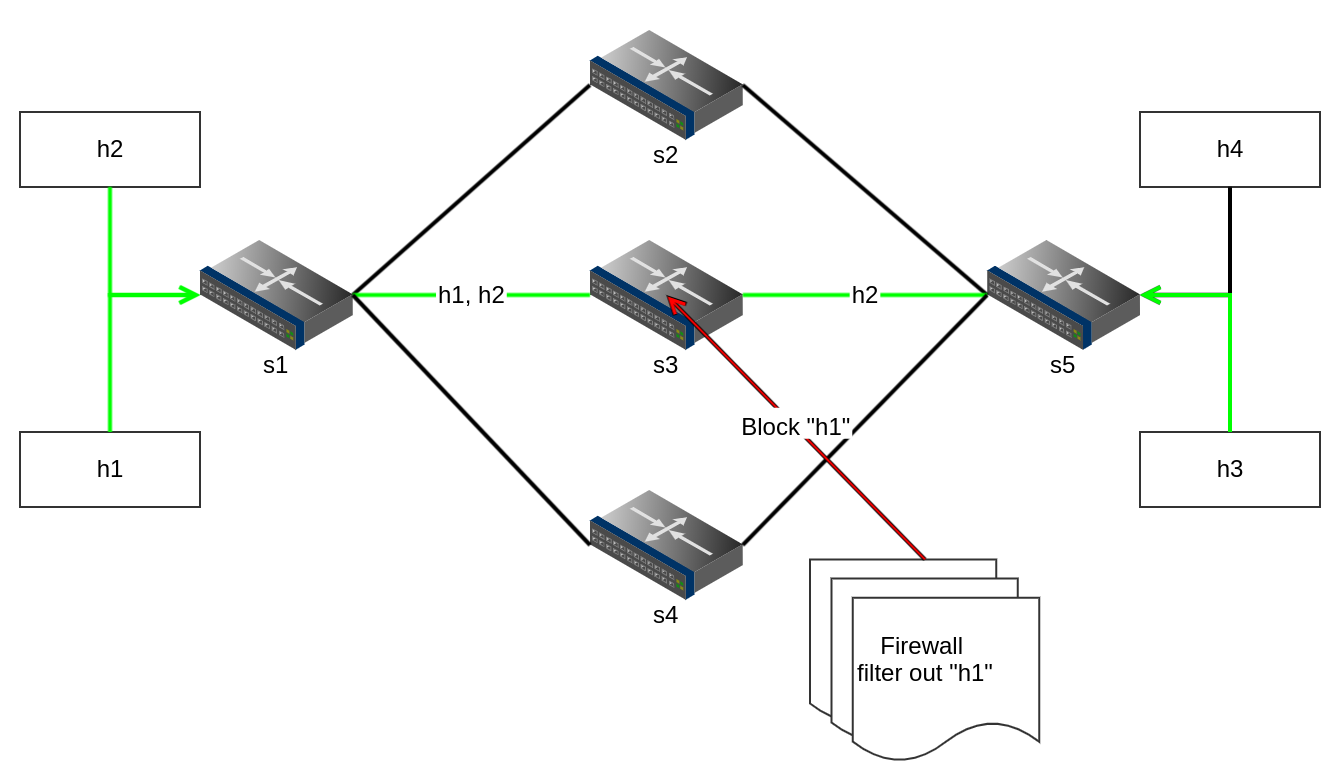 s2
h2
h4
s1
h1, h2
s3
h2
s5
Block "h1"
h1
h3
s4
Firewall
filter out "h1"